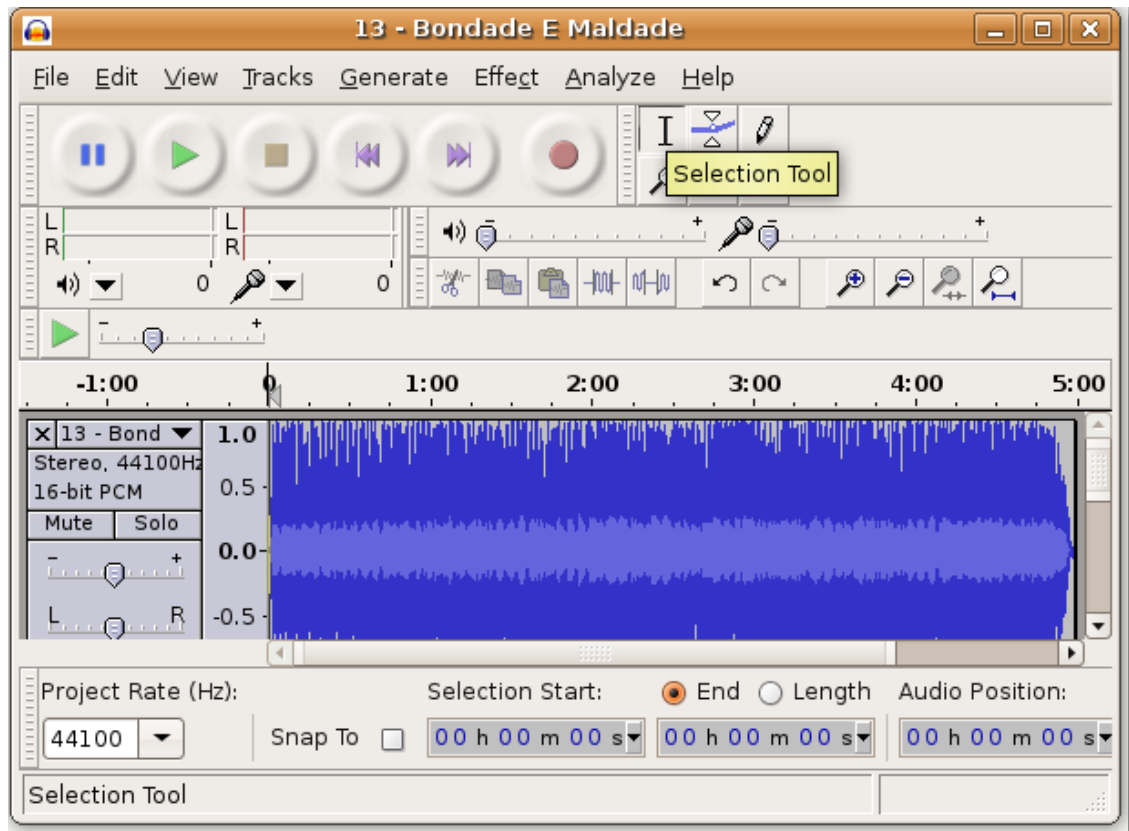 13 - Bondade E Maldade
File Edit View Tracks Generate Effect Analyze Help
Selection Tool
L L
R R
- + - +
0 0
- +
-1:00 0 1:00 2:00 3:00 4:00 5:00
X 13 - Bond
Stereo, 44100Hz
16-bit PCM
Mute Solo
- +
L R
1.0
0.5
0.0
-0.5
Project Rate (Hz): Selection Start: End Length Audio Position:
44100 Snap To 00 h 00 m 00 s 00 h 00 m 00 s 00 h 00 m 00 s
Selection Tool